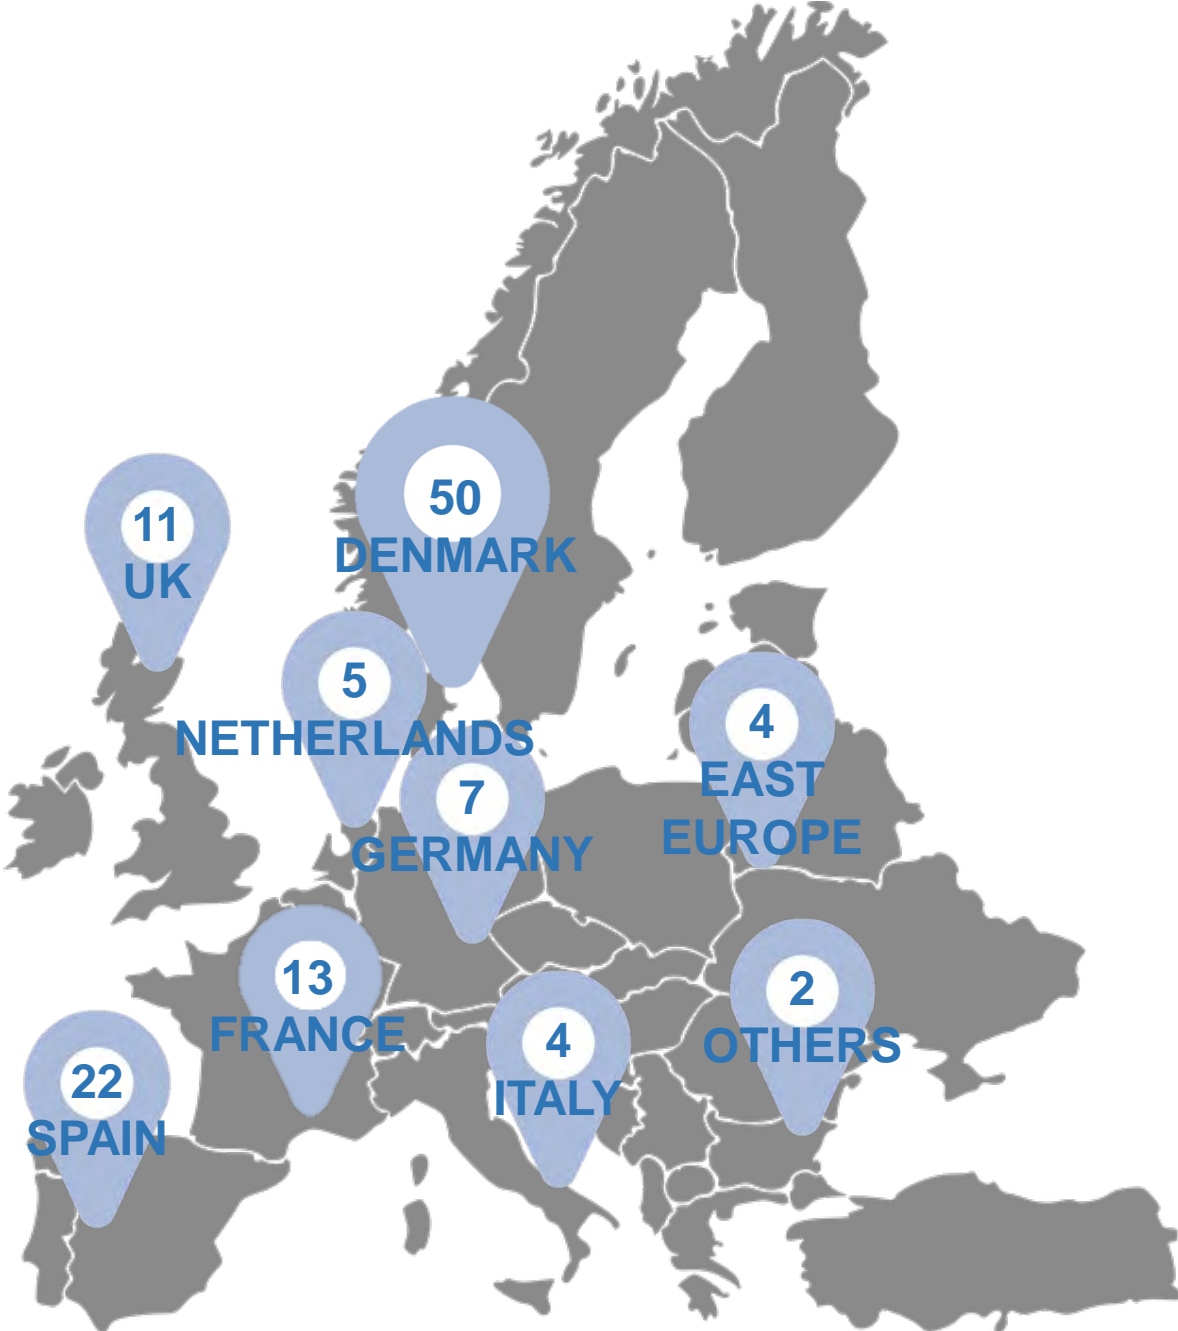 50
DENMARK
11
UK
5
NETHERLANDS
4
EAST
EUROPE
7
GERMANY
13
FRANCE
2
OTHERS
4
ITALY
22
SPAIN